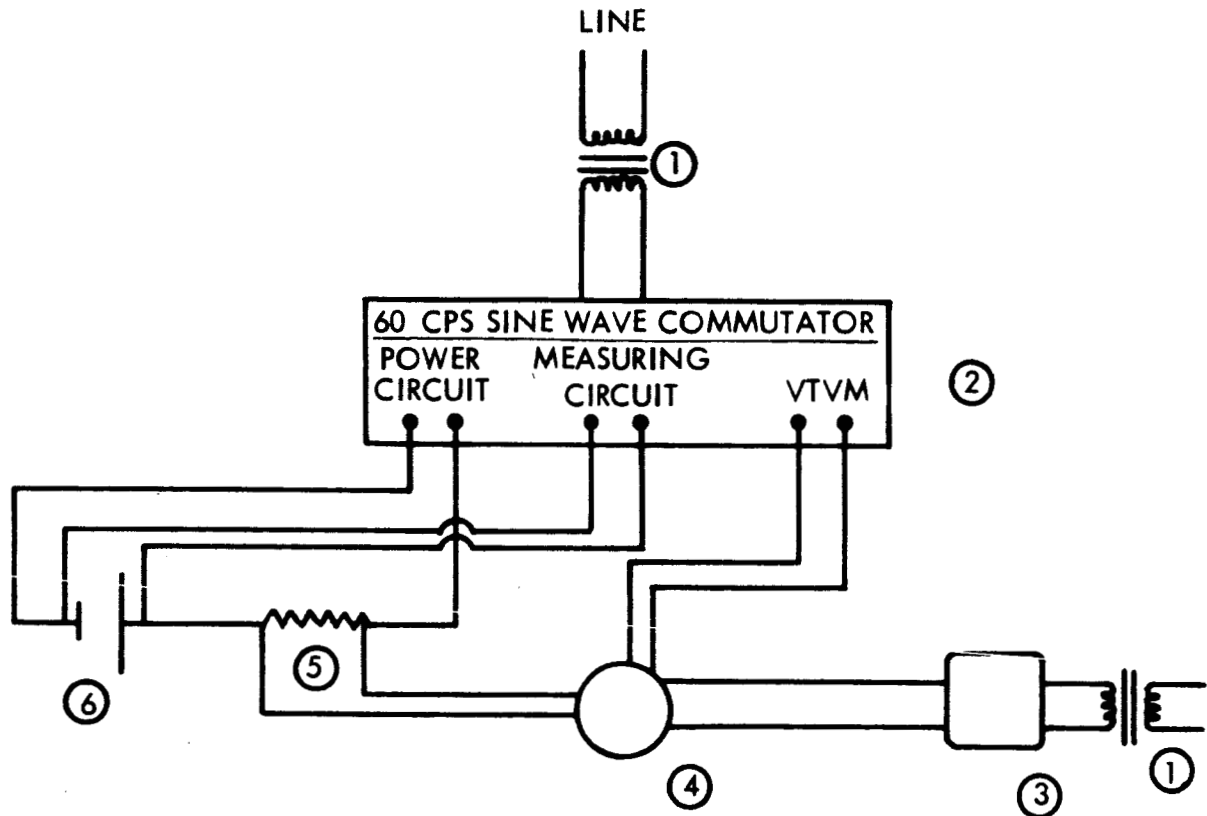 LINE
1
60 CPS SINE WAVE COMMUTATOR
POWER CIRCUIT
MEASURING CIRCUIT
VTVM
2
5
6
4
3
1